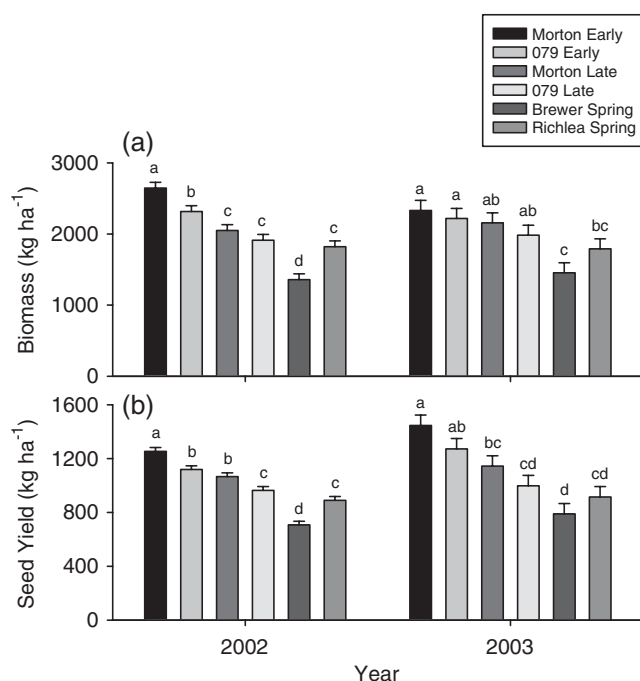 Morton Early
079 Early
Morton Late
079 Late
Brewer Spring
Richlea Spring
(a)
Biomass (kg ha⁻¹)
3000
2000
1000
0
a b c c d c
a a ab ab c bc
(b)
Seed Yield (kg ha⁻¹)
1600
1200
800
400
0
a b b c d c
a ab bc cd d cd
2002 2003
Year